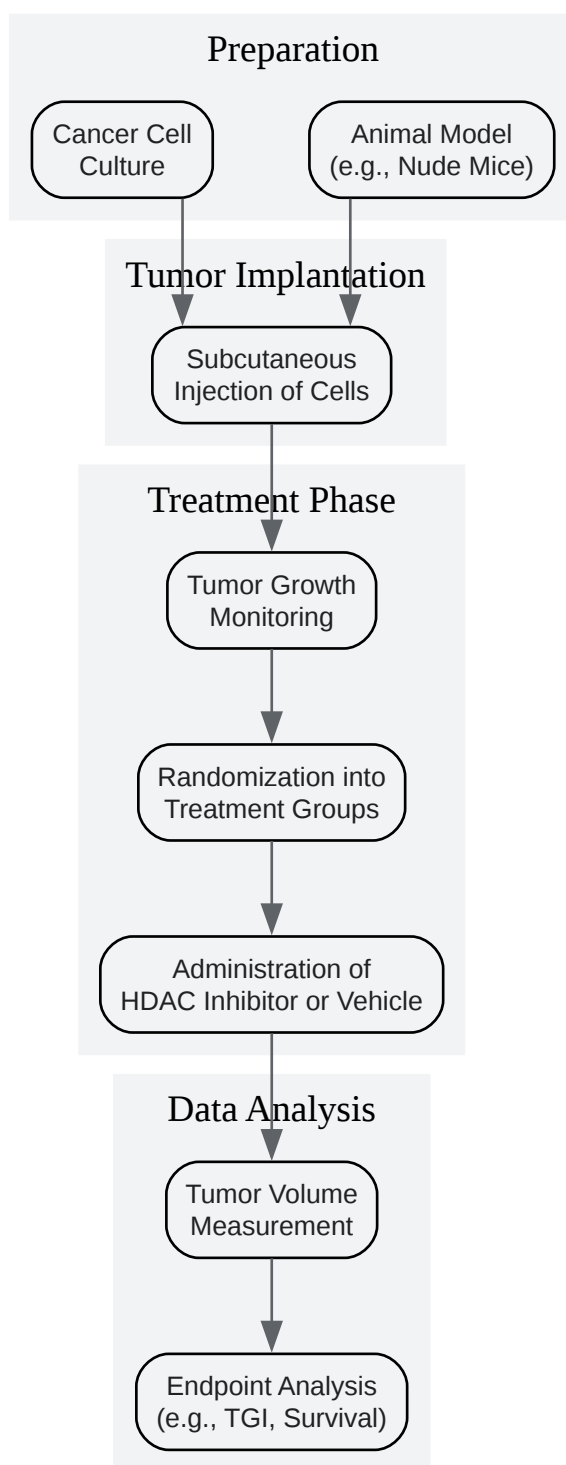 Preparation
Cancer Cell
Culture
Animal Model
(e.g., Nude Mice)
Tumor Implantation
Subcutaneous
Injection of Cells
Treatment Phase
Tumor Growth
Monitoring
Randomization into
Treatment Groups
Administration of
HDAC Inhibitor or Vehicle
Data Analysis
Tumor Volume
Measurement
Endpoint Analysis
(e.g., TGI, Survival)